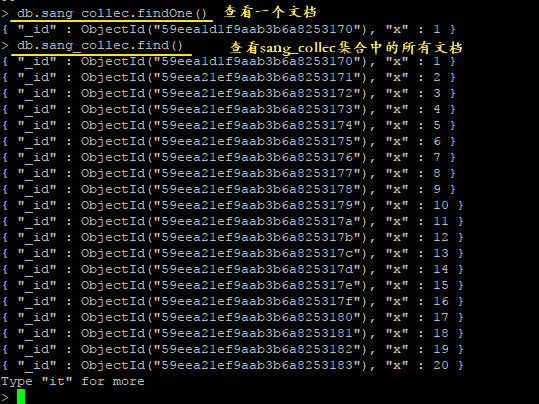 > db.sang_collec.findOne() 查看一个文档
{ "_id" : ObjectId("59eea1d1f9aab3b6a8253170"), "x" : 1 }
> db.sang_collec.find() 查看sang_collec集合中的所有文档
{ "_id" : ObjectId("59eea1d1f9aab3b6a8253170"), "x" : 1 }
{ "_id" : ObjectId("59eea21ef9aab3b6a8253171"), "x" : 2 }
{ "_id" : ObjectId("59eea21ef9aab3b6a8253172"), "x" : 3 }
{ "_id" : ObjectId("59eea21ef9aab3b6a8253173"), "x" : 4 }
{ "_id" : ObjectId("59eea21ef9aab3b6a8253174"), "x" : 5 }
{ "_id" : ObjectId("59eea21ef9aab3b6a8253175"), "x" : 6 }
{ "_id" : ObjectId("59eea21ef9aab3b6a8253176"), "x" : 7 }
{ "_id" : ObjectId("59eea21ef9aab3b6a8253177"), "x" : 8 }
{ "_id" : ObjectId("59eea21ef9aab3b6a8253178"), "x" : 9 }
{ "_id" : ObjectId("59eea21ef9aab3b6a8253179"), "x" : 10 }
{ "_id" : ObjectId("59eea21ef9aab3b6a825317a"), "x" : 11 }
{ "_id" : ObjectId("59eea21ef9aab3b6a825317b"), "x" : 12 }
{ "_id" : ObjectId("59eea21ef9aab3b6a825317c"), "x" : 13 }
{ "_id" : ObjectId("59eea21ef9aab3b6a825317d"), "x" : 14 }
{ "_id" : ObjectId("59eea21ef9aab3b6a825317e"), "x" : 15 }
{ "_id" : ObjectId("59eea21ef9aab3b6a825317f"), "x" : 16 }
{ "_id" : ObjectId("59eea21ef9aab3b6a8253180"), "x" : 17 }
{ "_id" : ObjectId("59eea21ef9aab3b6a8253181"), "x" : 18 }
{ "_id" : ObjectId("59eea21ef9aab3b6a8253182"), "x" : 19 }
{ "_id" : ObjectId("59eea21ef9aab3b6a8253183"), "x" : 20 }
Type "it" for more
>